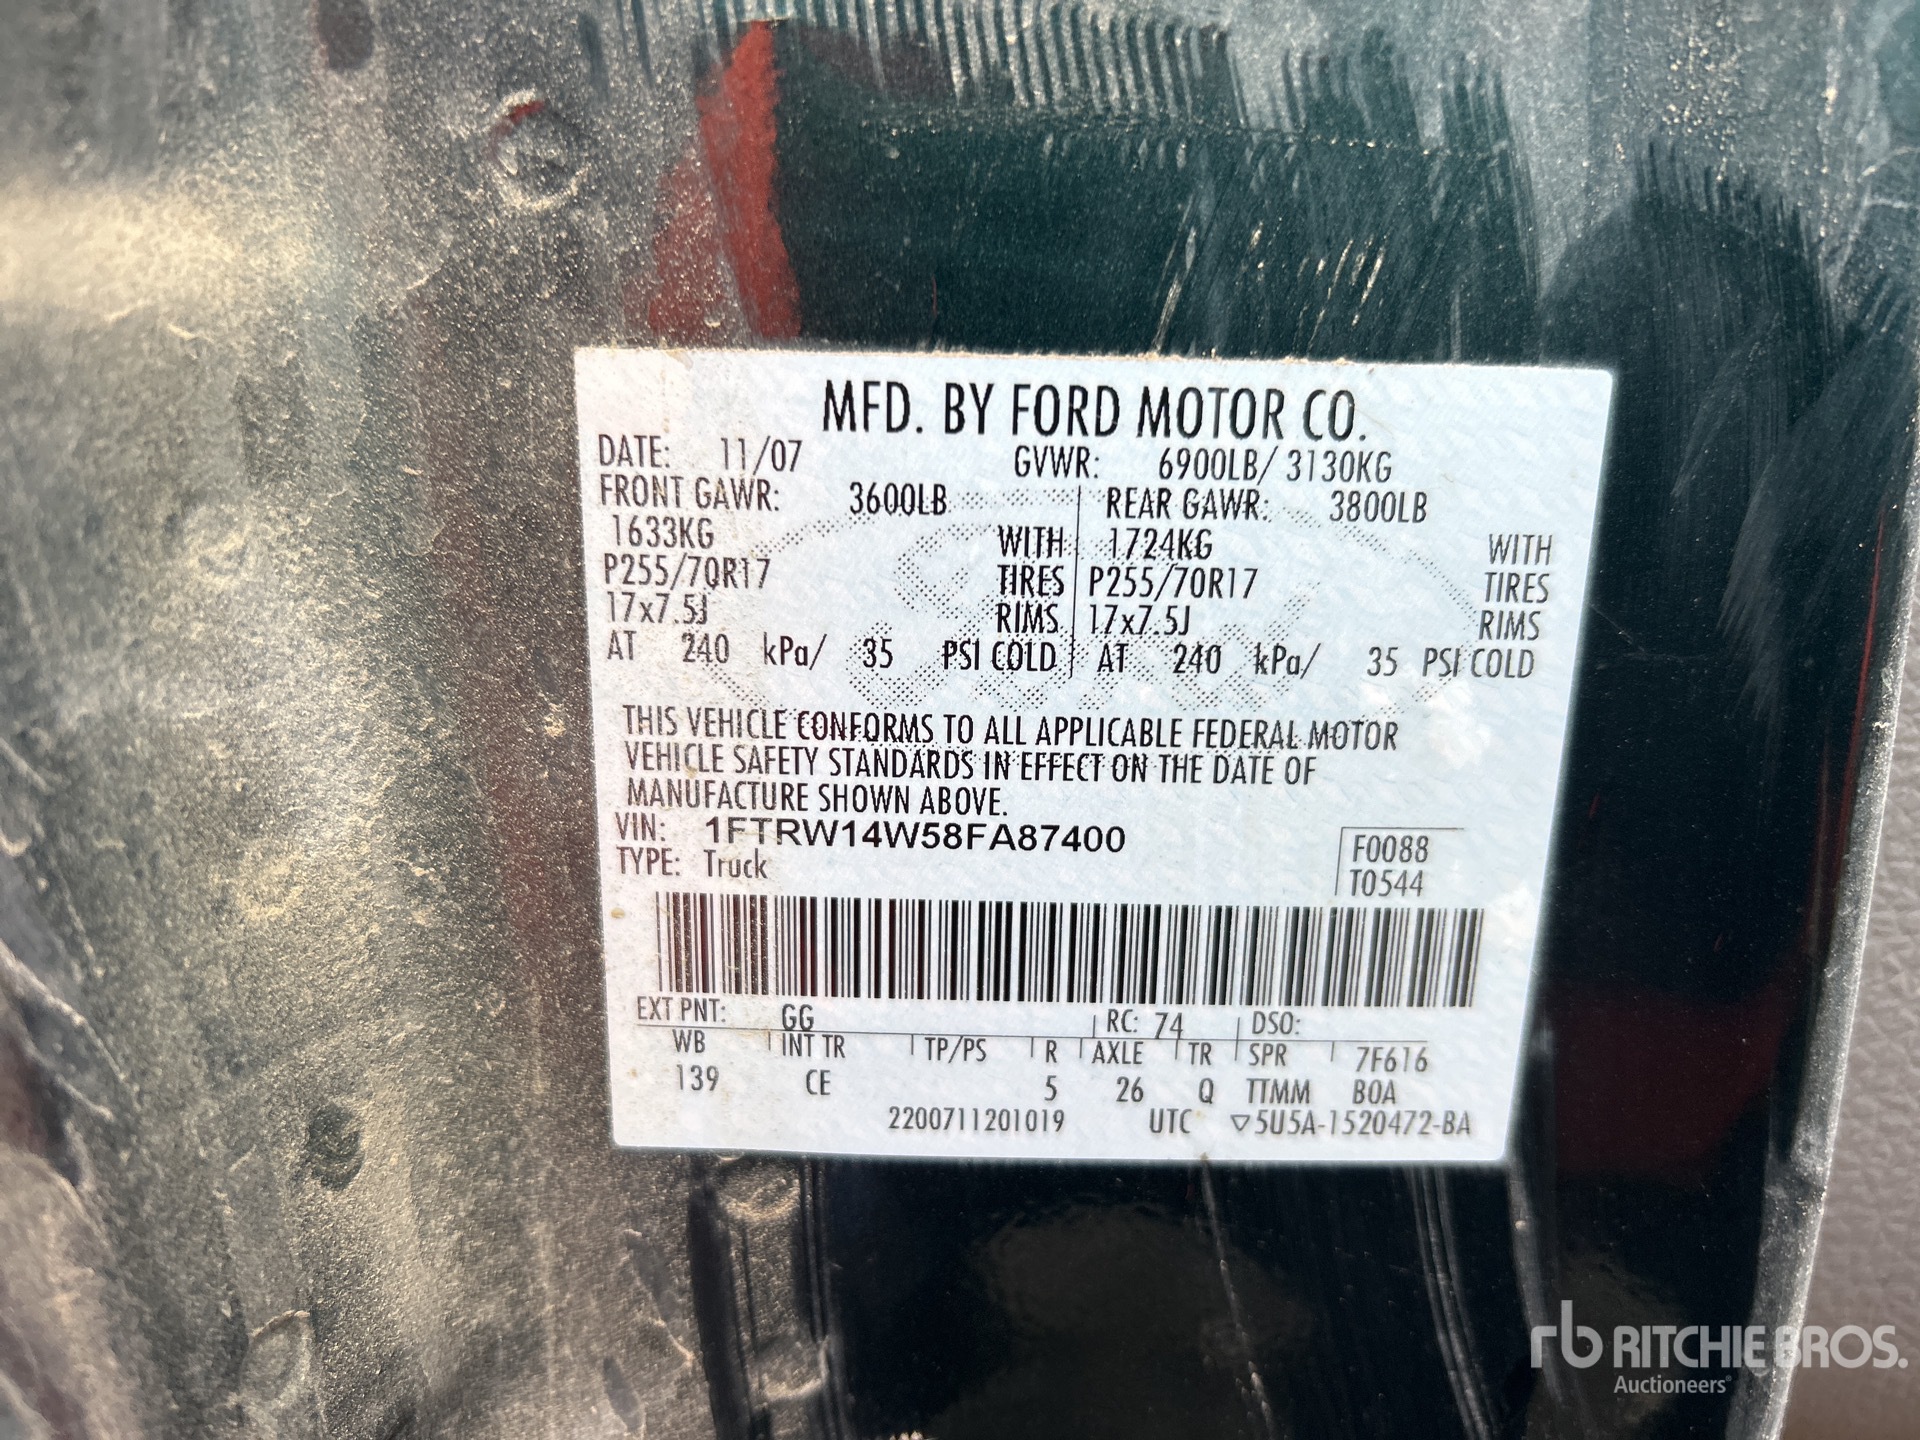 MFD. BY FORD MOTOR CO.
DATE: 11/07 GVWR: 6900LB/ 3130KG
FRONT GAWR: 3600LB REAR GAWR: 3800LB
1633KG WITH 1724KG WITH
P255/70R17 TIRES P255/70R17 TIRES
17x7.5J RIMS 17x7.5J RIMS
AT 240 kPa/ 35 PSI COLD AT 240 kPa/ 35 PSI COLD
THIS VEHICLE CONFORMS TO ALL APPLICABLE FEDERAL MOTOR
VEHICLE SAFETY STANDARDS IN EFFECT ON THE DATE OF
MANUFACTURE SHOWN ABOVE.
VIN: 1FTRW14W58FA87400
TYPE: Truck
F0088
T0544
EXT PNT: GG RC: 74 DSO:
WB INT TR TP/PS R AXLE TR SPR 7F616
139 CE 5 26 Q TTMM BOA
2200711201019 UTC ▽5U5A-1520472-BA
rb RITCHIE BROS.
Auctioneers